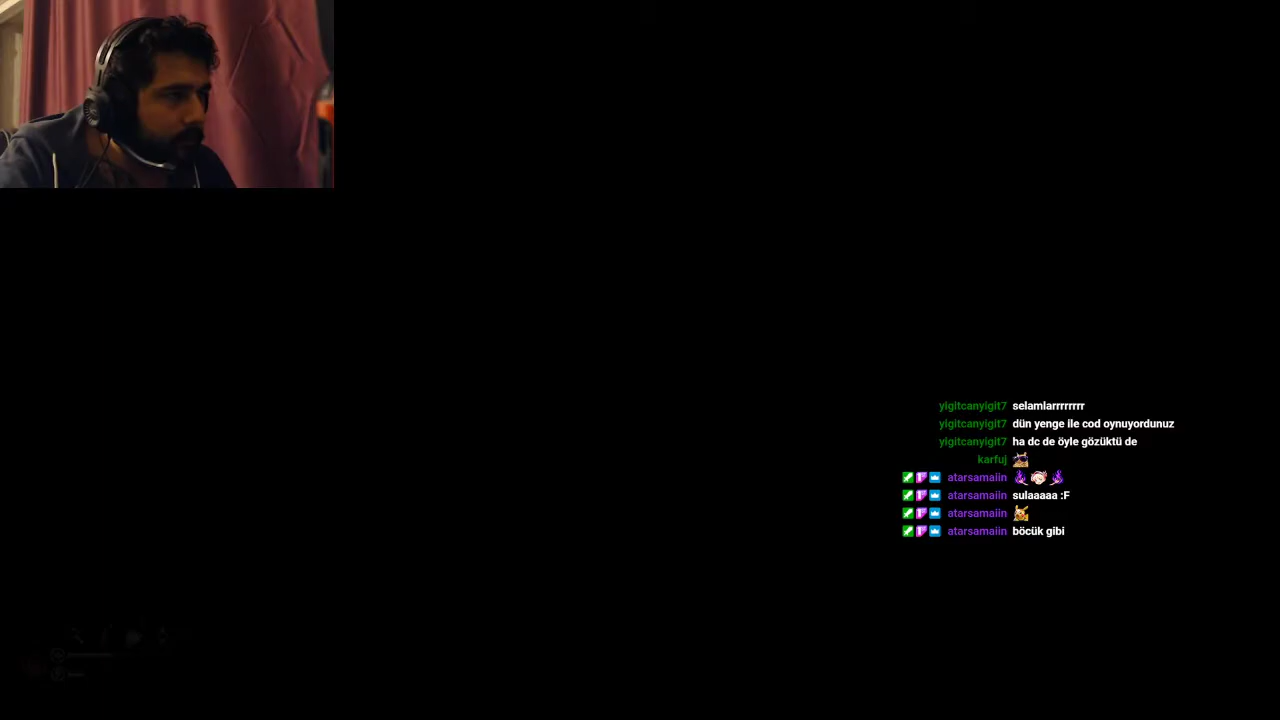 yigitcanyigit7 selamlarrrrrrrr
yigitcanyigit7 dün yenge ile cod oynuyordunuz
yigitcanyigit7 ha dc de öyle gözüktü de
karfuj
atarsamaiin
atarsamaiin sulaaaaa :F
atarsamaiin
atarsamaiin böcük gibi